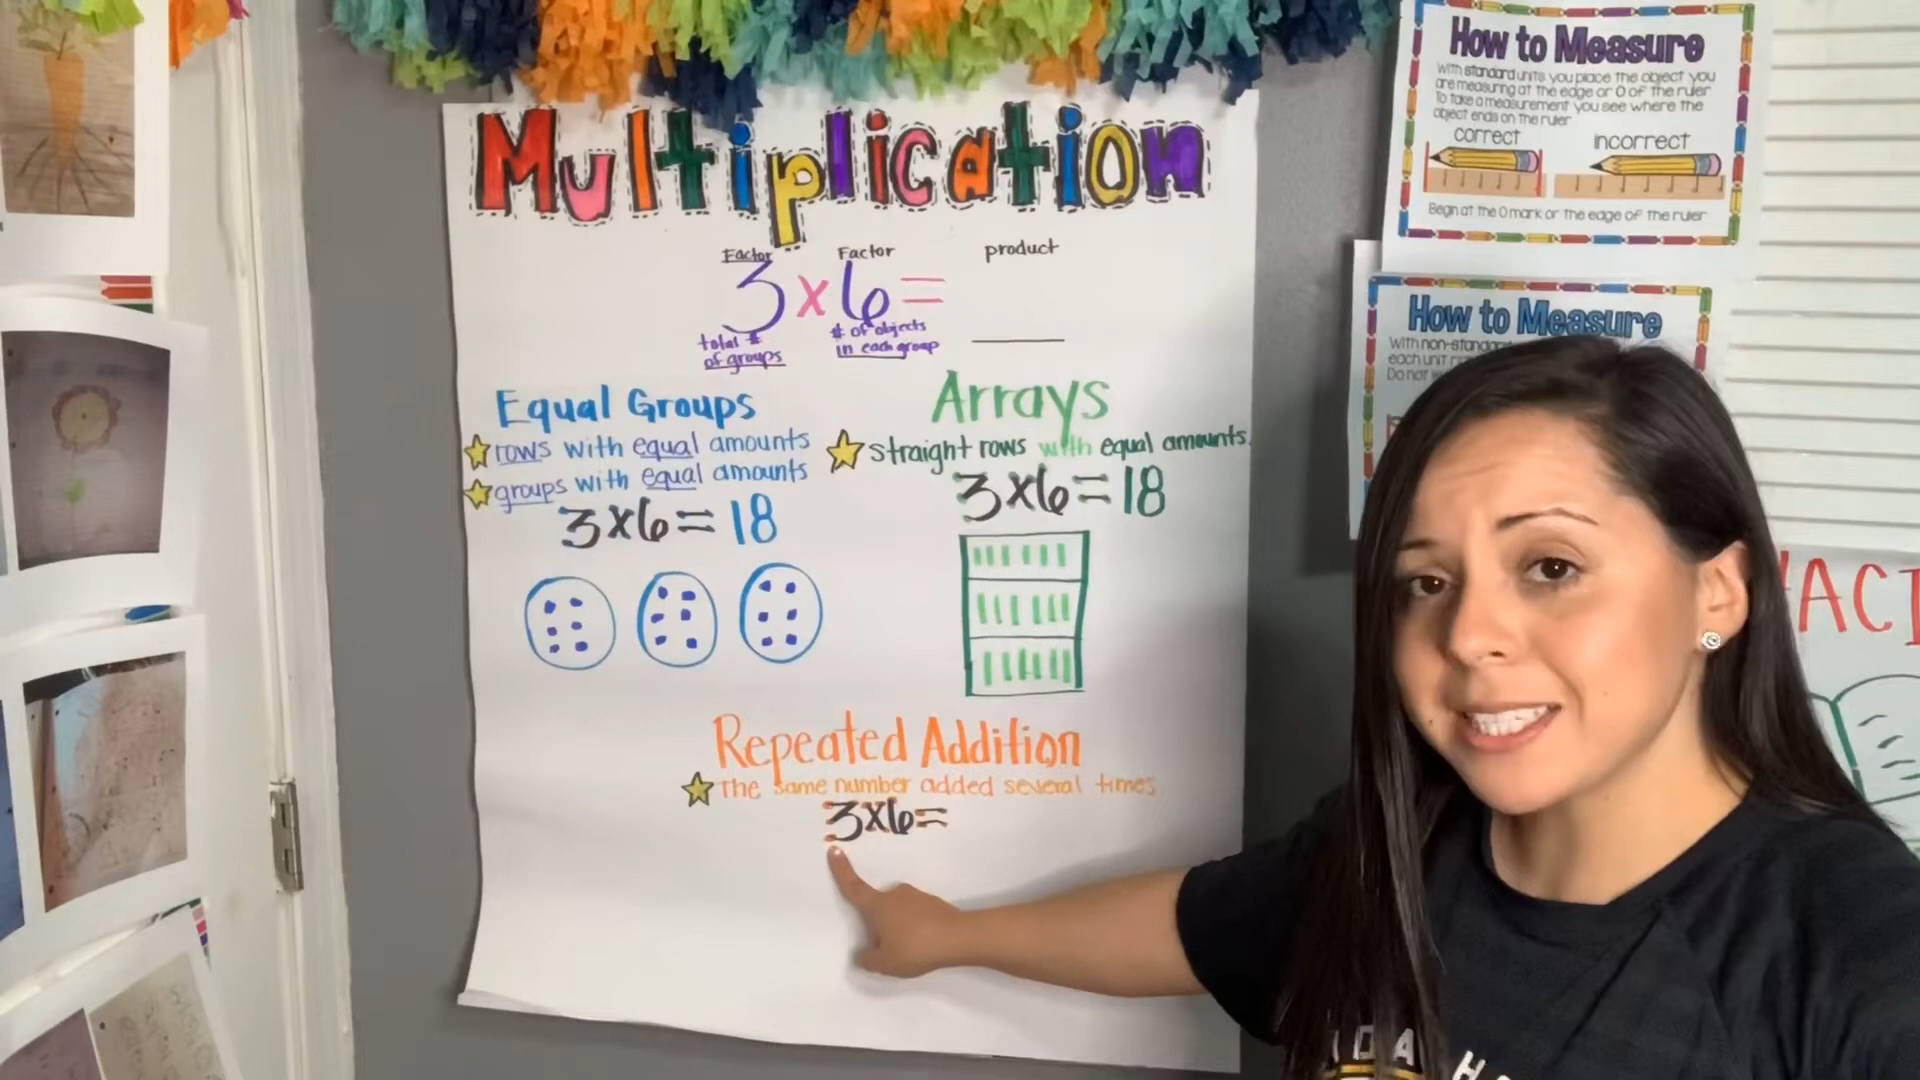 Multiplication
Factor Factor product
3 x 6 =
total # of groups
# of objects in each group
Equal Groups
rows with equal amounts
groups with equal amounts
3x6=18
Arrays
straight rows with equal amounts.
3x6=18
Repeated Addition
The same number added several times.
3x6=
How to Measure
With standard units you place the object you
are measuring at the edge or 0 of the ruler
To take a measurement you see where the
object ends on the ruler
correct incorrect
Begin at the 0 mark or the edge of the ruler
How to Measure
With non-standard
each unit
Do not